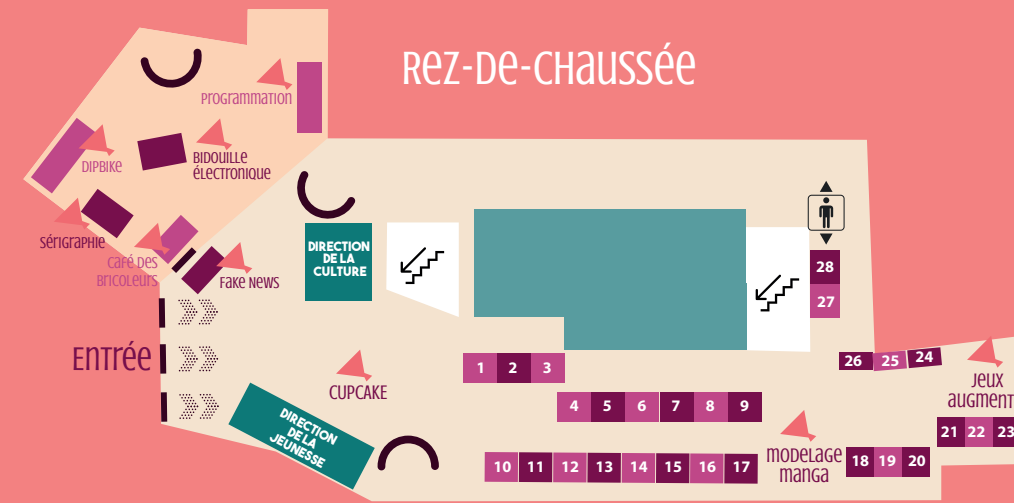 Rez-de-Chaussée
Programmation
Dipbike
Bidouille
électronique
Sérigraphie
Café des
Bricoleurs
Fake News
DIRECTION
DE LA
CULTURE
28
27
Entrée
CUPCAKE
1 2 3
26 25 24
Jeux
augment
DIRECTION
DE LA
JEUNESSE
4 5 6 7 8 9
21 22 23
modelage
manga
10 11 12 13 14 15 16 17
18 19 20